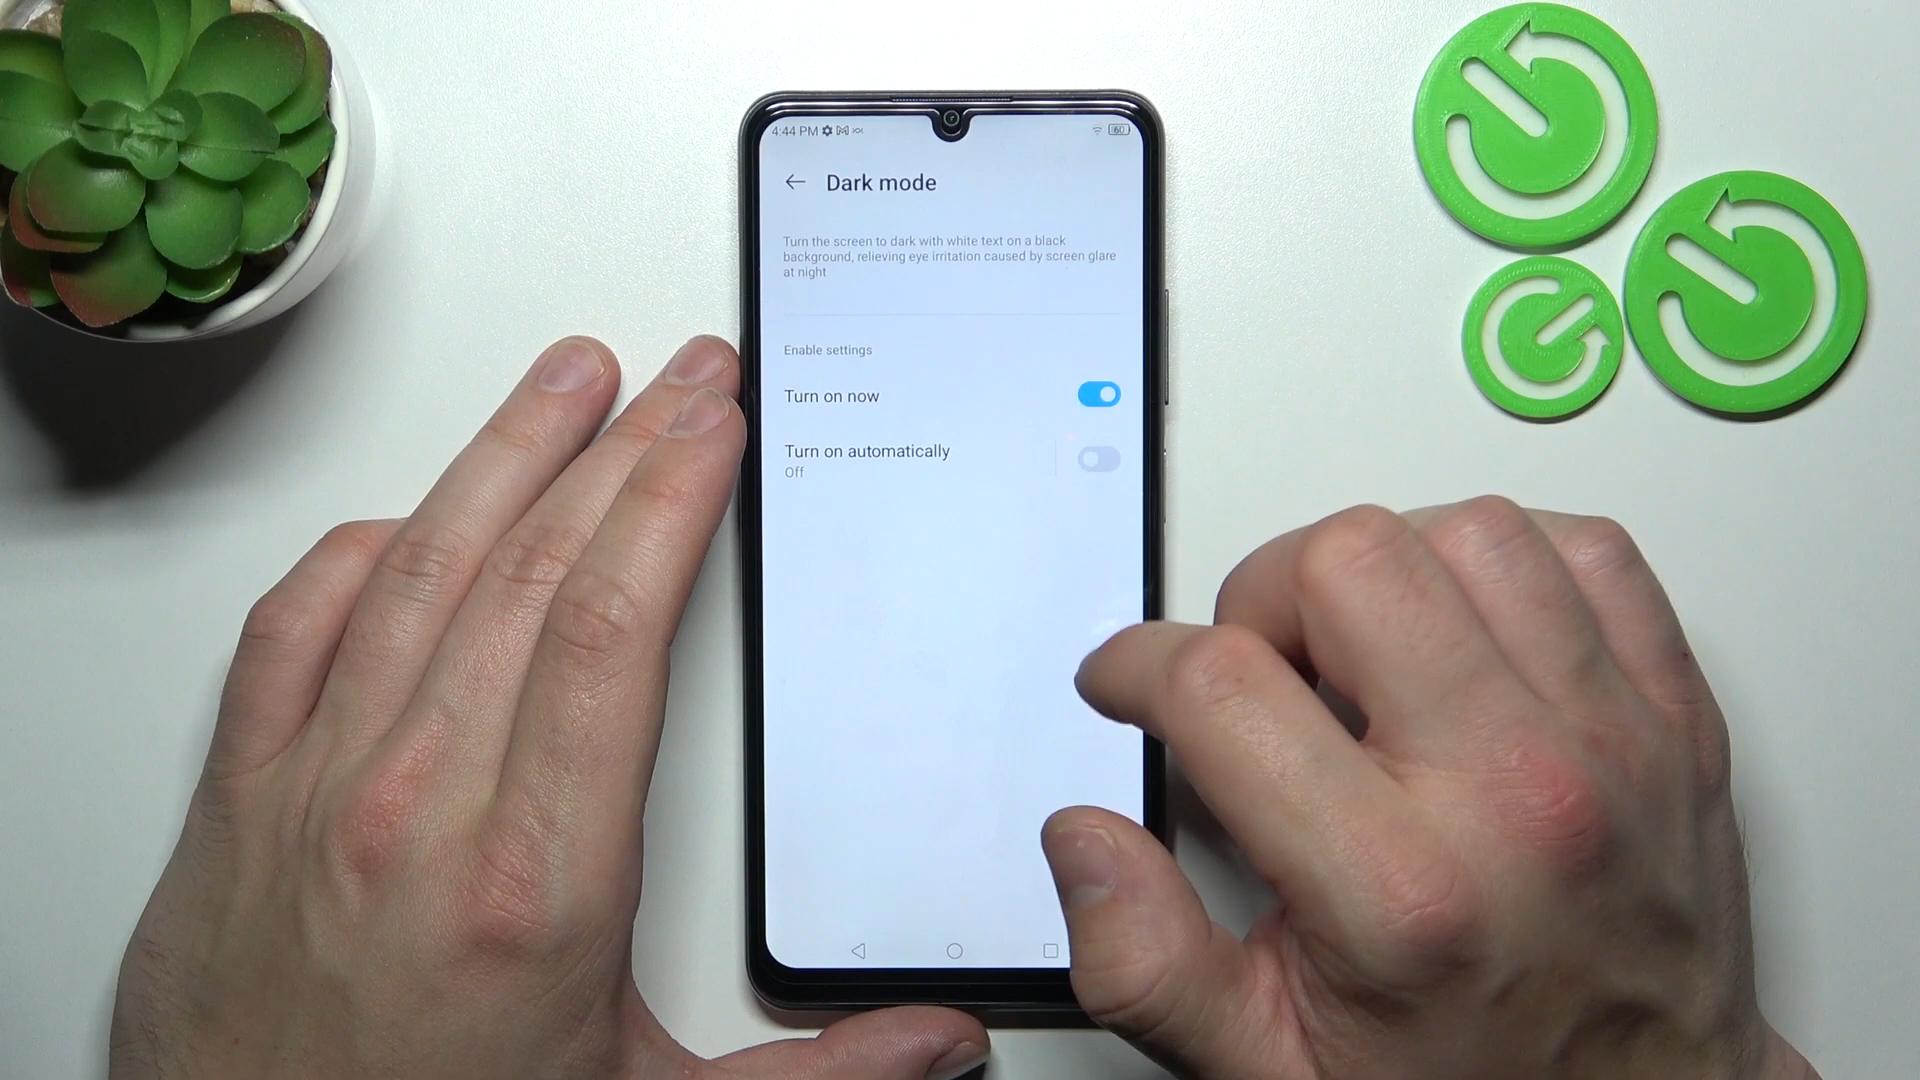 4:44 PM
60
Dark mode
Turn the screen to dark with white text on a black
background, relieving eye irritation caused by screen glare
at night
Enable settings
Turn on now
Turn on automatically
Off